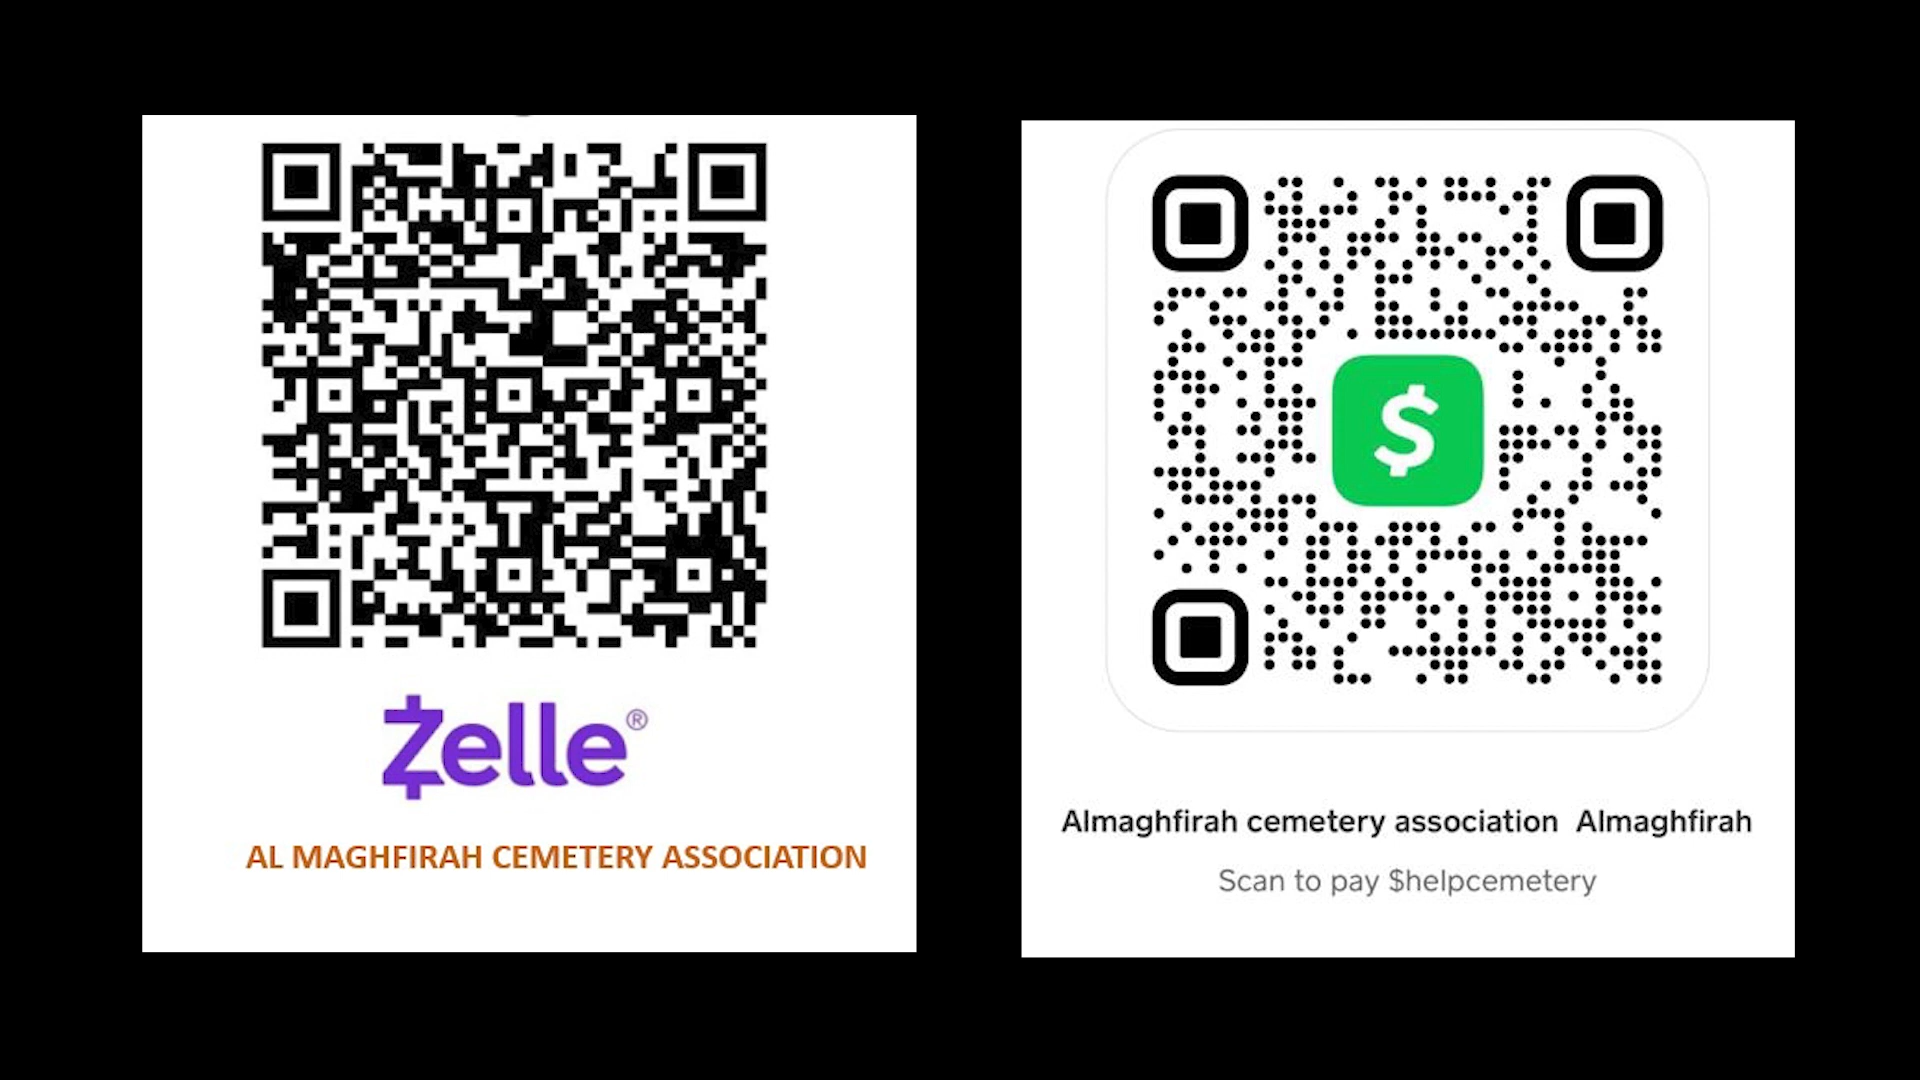 Zelle®
AL MAGHFIRAH CEMETERY ASSOCIATION
$
Almaghfirah cemetery association Almaghfirah
Scan to pay $helpcemetery